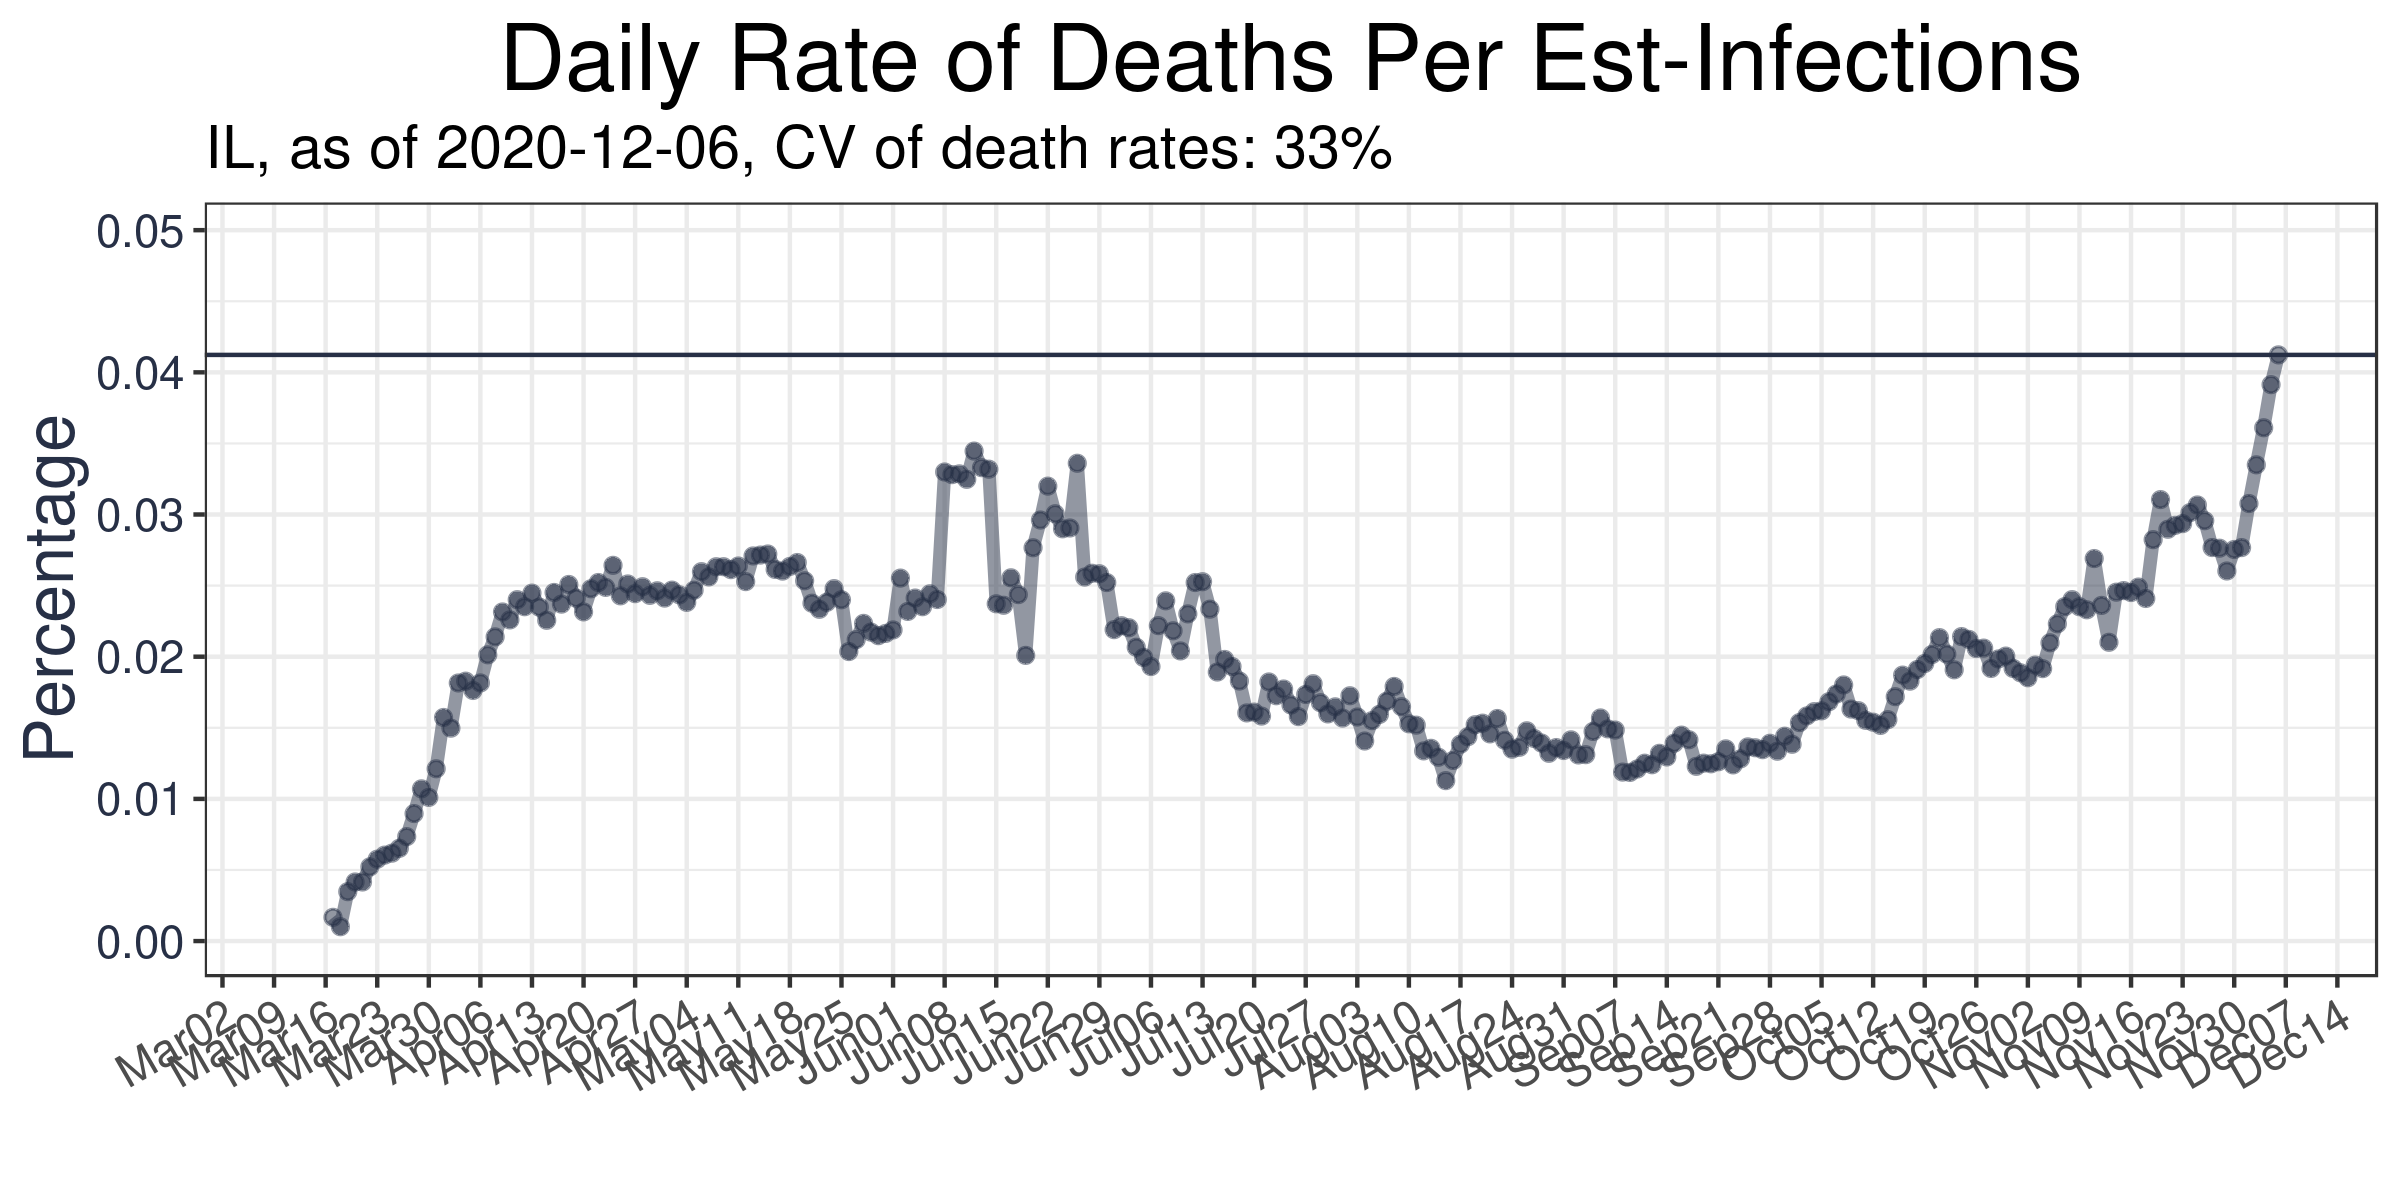 Daily Rate of Deaths Per Est-Infections
IL, as of 2020-12-06, CV of death rates: 33%
Percentage
0.05
0.04
0.03
0.02
0.01
0.00
Mar02
Mar09
Mar16
Mar23
Mar30
Apr06
Apr13
Apr20
Apr27
May04
May11
May18
May25
Jun01
Jun08
Jun15
Jun22
Jun29
Jul06
Jul13
Jul20
Jul27
Aug03
Aug10
Aug17
Aug24
Aug31
Sep07
Sep14
Sep21
Sep28
Oct05
Oct12
Oct19
Oct26
Nov02
Nov09
Nov16
Nov23
Nov30
Dec07
Dec14